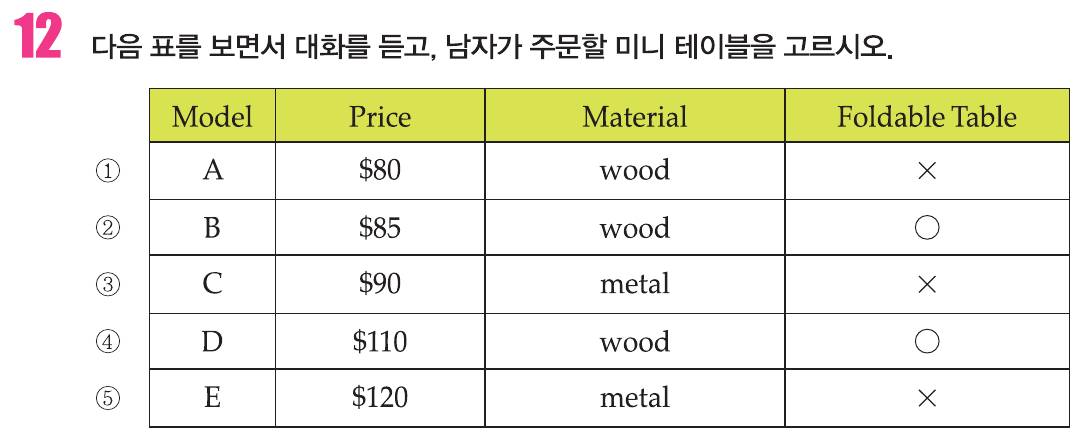 12 다음 표를 보면서 대화를 듣고, 남자가 주문할 미니 테이블을 고르시오.
Model Price Material Foldable Table
① A $80 wood ×
② B $85 wood ○
③ C $90 metal ×
④ D $110 wood ○
⑤ E $120 metal ×